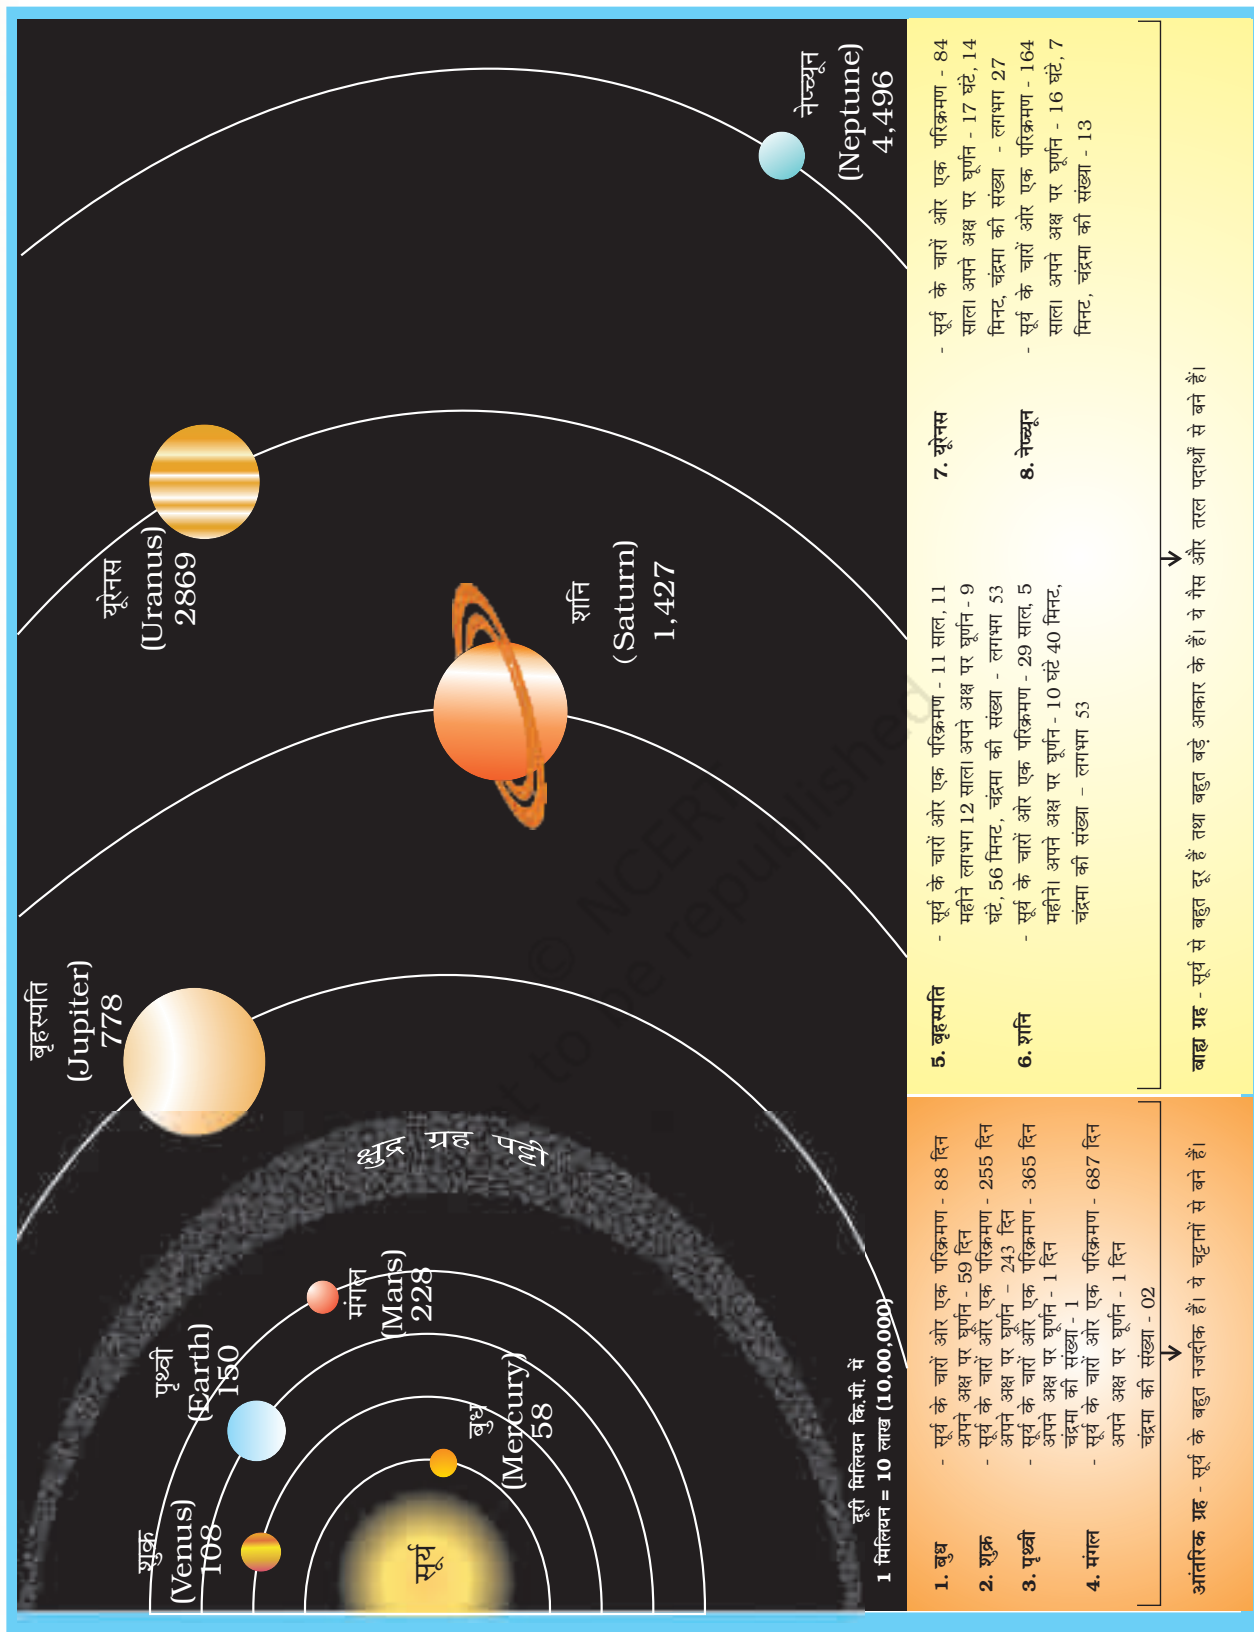 सूर्य
बुध
(Mercury)
58
शुक्र
(Venus)
108
पृथ्वी
(Earth)
150
मंगल
(Mars)
228
क्षुद्र ग्रह पट्टी
बृहस्पति
(Jupiter)
778
शनि
(Saturn)
1,427
यूरेनस
(Uranus)
2869
नेप्च्यून
(Neptune)
4,496
दूरी मिलियन कि.मी. में
1 मिलियन = 10 लाख (10,00,000)
1. बुध - सूर्य के चारों ओर एक परिक्रमण - 88 दिन
अपने अक्ष पर घूर्णन - 59 दिन
2. शुक्र - सूर्य के चारों ओर एक परिक्रमण - 255 दिन
अपने अक्ष पर घूर्णन – 243 दिन
3. पृथ्वी - सूर्य के चारों ओर एक परिक्रमण - 365 दिन
अपने अक्ष पर घूर्णन - 1 दिन
चंद्रमा की संख्या - 1
4. मंगल - सूर्य के चारों ओर एक परिक्रमण - 687 दिन
अपने अक्ष पर घूर्णन - 1 दिन
चंद्रमा की संख्या - 02
आंतरिक ग्रह - सूर्य के बहुत नजदीक हैं। ये चट्टानों से बने हैं।
5. बृहस्पति - सूर्य के चारों ओर एक परिक्रमण - 11 साल, 11
महीने लगभग 12 साल। अपने अक्ष पर घूर्णन - 9
घंटे, 56 मिनट, चंद्रमा की संख्या - लगभग 53
6. शनि - सूर्य के चारों ओर एक परिक्रमण - 29 साल, 5
महीने। अपने अक्ष पर घूर्णन - 10 घंटे 40 मिनट,
चंद्रमा की संख्या – लगभग 53
7. यूरेनस - सूर्य के चारों ओर एक परिक्रमण - 84
साल। अपने अक्ष पर घूर्णन - 17 घंटे, 14
मिनट, चंद्रमा की संख्या - लगभग 27
8. नेप्च्यून - सूर्य के चारों ओर एक परिक्रमण - 164
साल। अपने अक्ष पर घूर्णन - 16 घंटे, 7
मिनट, चंद्रमा की संख्या - 13
बाह्य ग्रह - सूर्य से बहुत दूर हैं तथा बहुत बड़े आकार के हैं। ये गैस और तरल पदार्थों से बने हैं।
© NCERT
to be republished